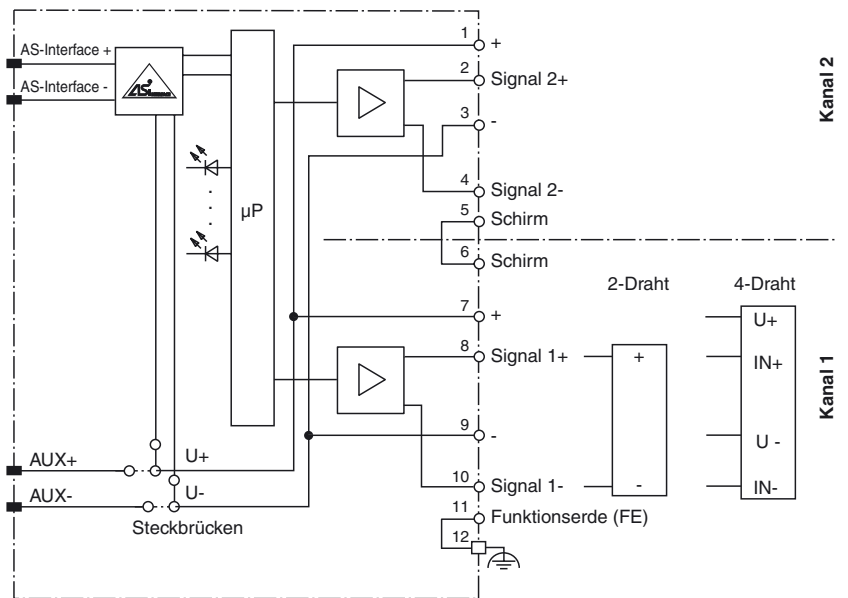 AS-Interface +
AS-Interface -
µP
AUX+
AUX-
U+
U-
Steckbrücken
1 +
2 Signal 2+
3 -
4 Signal 2-
5 Schirm
6 Schirm
7 +
8 Signal 1+
9 -
10 Signal 1-
11 Funktionserde (FE)
12
Kanal 2
Kanal 1
2-Draht
+
-
4-Draht
U+
IN+
U -
IN-